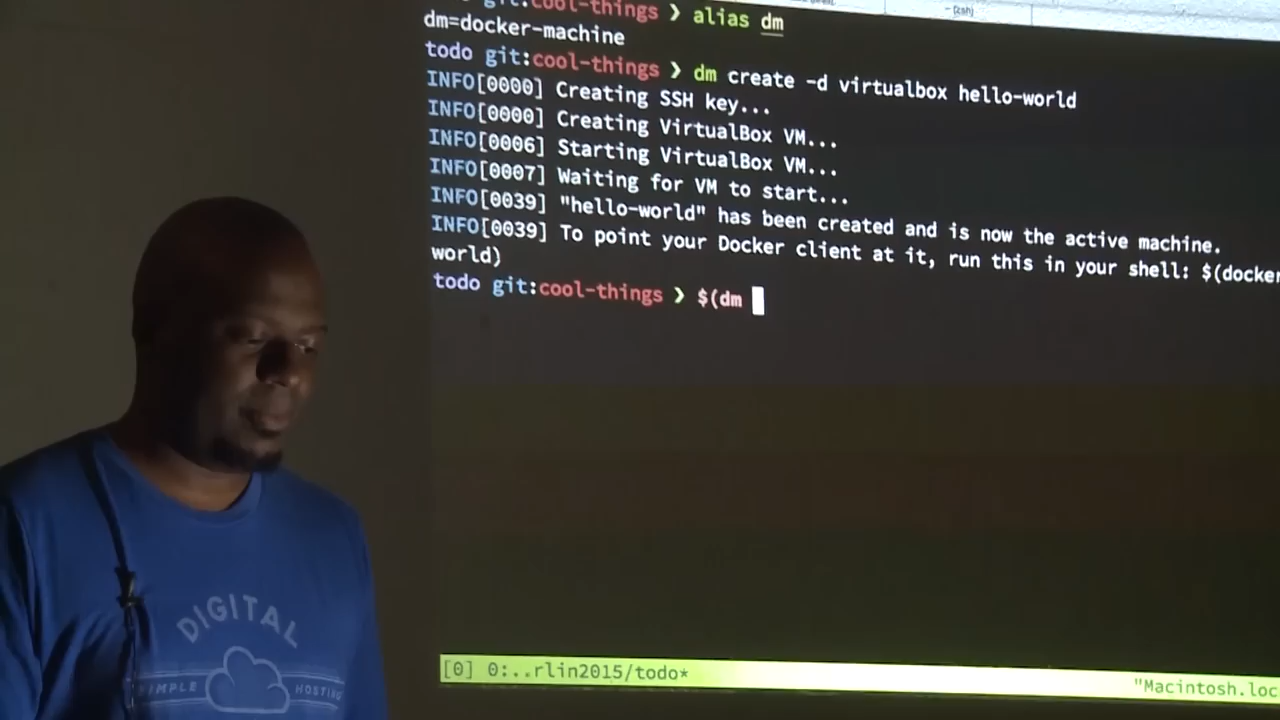 git:cool-things ❯ alias dm
dm=docker-machine
todo git:cool-things ❯ dm create -d virtualbox hello-world
INFO[0000] Creating SSH key...
INFO[0000] Creating VirtualBox VM...
INFO[0006] Starting VirtualBox VM...
INFO[0007] Waiting for VM to start...
INFO[0039] "hello-world" has been created and is now the active machine.
INFO[0039] To point your Docker client at it, run this in your shell: $(docker
world)
todo git:cool-things ❯ $(dm
[0] 0:..rlin2015/todo*
"Macintosh.loc
DIGITAL
SIMPLE HOSTING